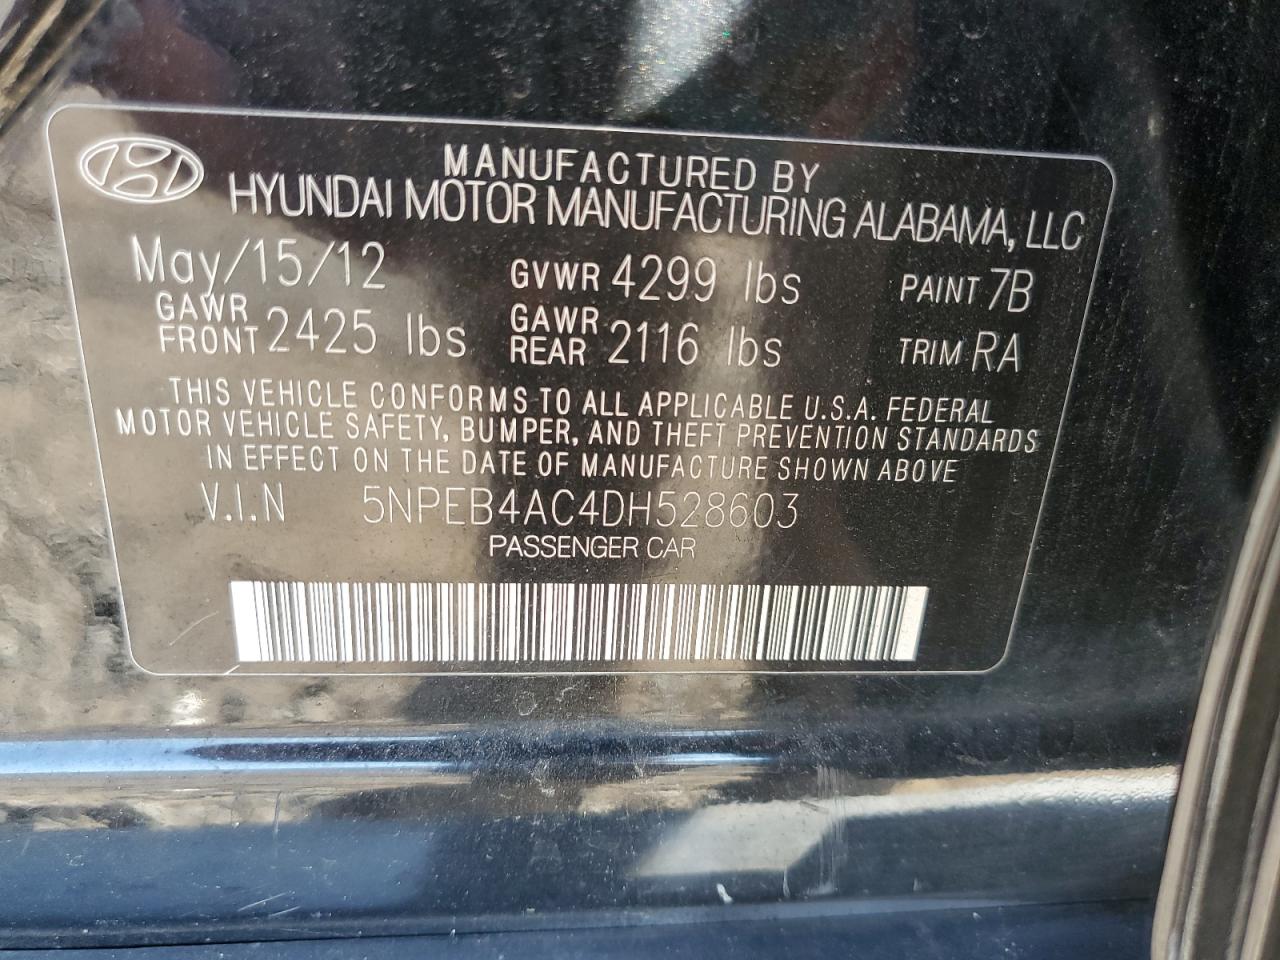 MANUFACTURED BY
HYUNDAI MOTOR MANUFACTURING ALABAMA, LLC
May/15/12 GVWR 4299 lbs PAINT 7B
GAWR FRONT 2425 lbs GAWR REAR 2116 lbs TRIM RA
THIS VEHICLE CONFORMS TO ALL APPLICABLE U.S.A. FEDERAL
MOTOR VEHICLE SAFETY, BUMPER, AND THEFT PREVENTION STANDARDS
IN EFFECT ON THE DATE OF MANUFACTURE SHOWN ABOVE
V.I.N 5NPEB4AC4DH528603
PASSENGER CAR